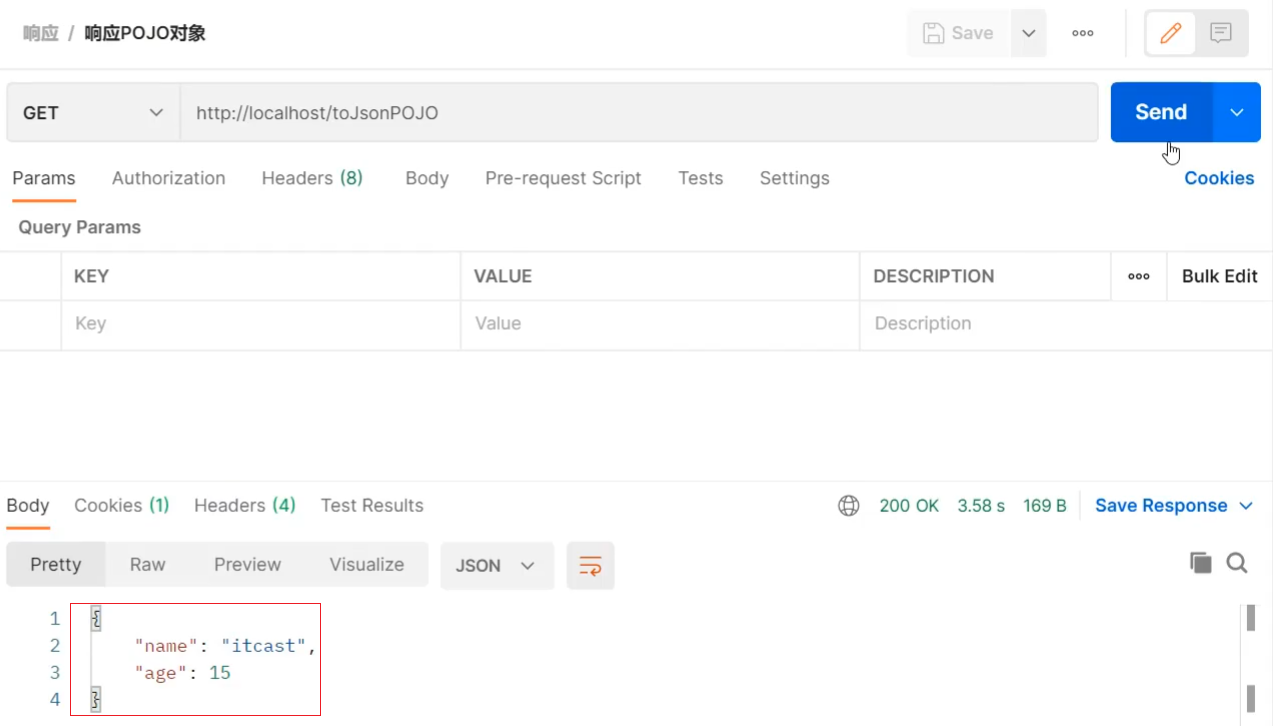 响应 / 响应POJO对象 Save
GET http://localhost/toJsonPOJO Send
Params Authorization Headers (8) Body Pre-request Script Tests Settings Cookies
Query Params
KEY VALUE DESCRIPTION Bulk Edit
Key Value Description
Body Cookies (1) Headers (4) Test Results 200 OK 3.58 s 169 B Save Response
Pretty Raw Preview Visualize JSON
1 {
2 "name": "itcast",
3 "age": 15
4 }